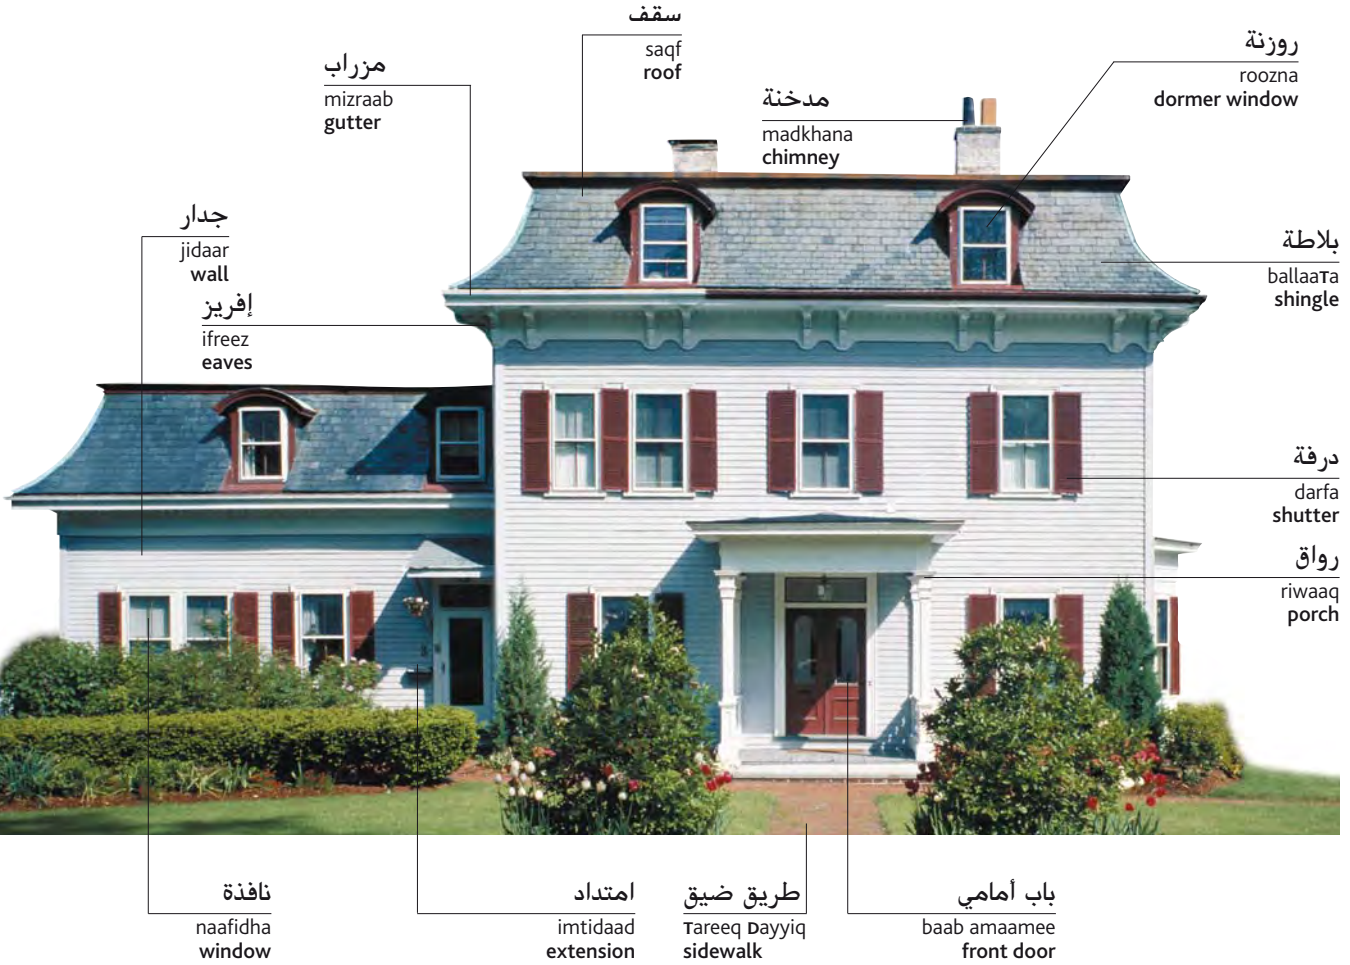 سقف
saqf
roof
روزنة
roozna
dormer window
مزراب
mizraab
gutter
مدخنة
madkhana
chimney
جدار
jidaar
wall
بلاطة
ballaaTa
shingle
إفريز
ifreez
eaves
درفة
darfa
shutter
رواق
riwaaq
porch
نافذة
naafidha
window
امتداد
imtidaad
extension
طريق ضيق
Tareeq Dayyiq
sidewalk
باب أمامي
baab amaamee
front door